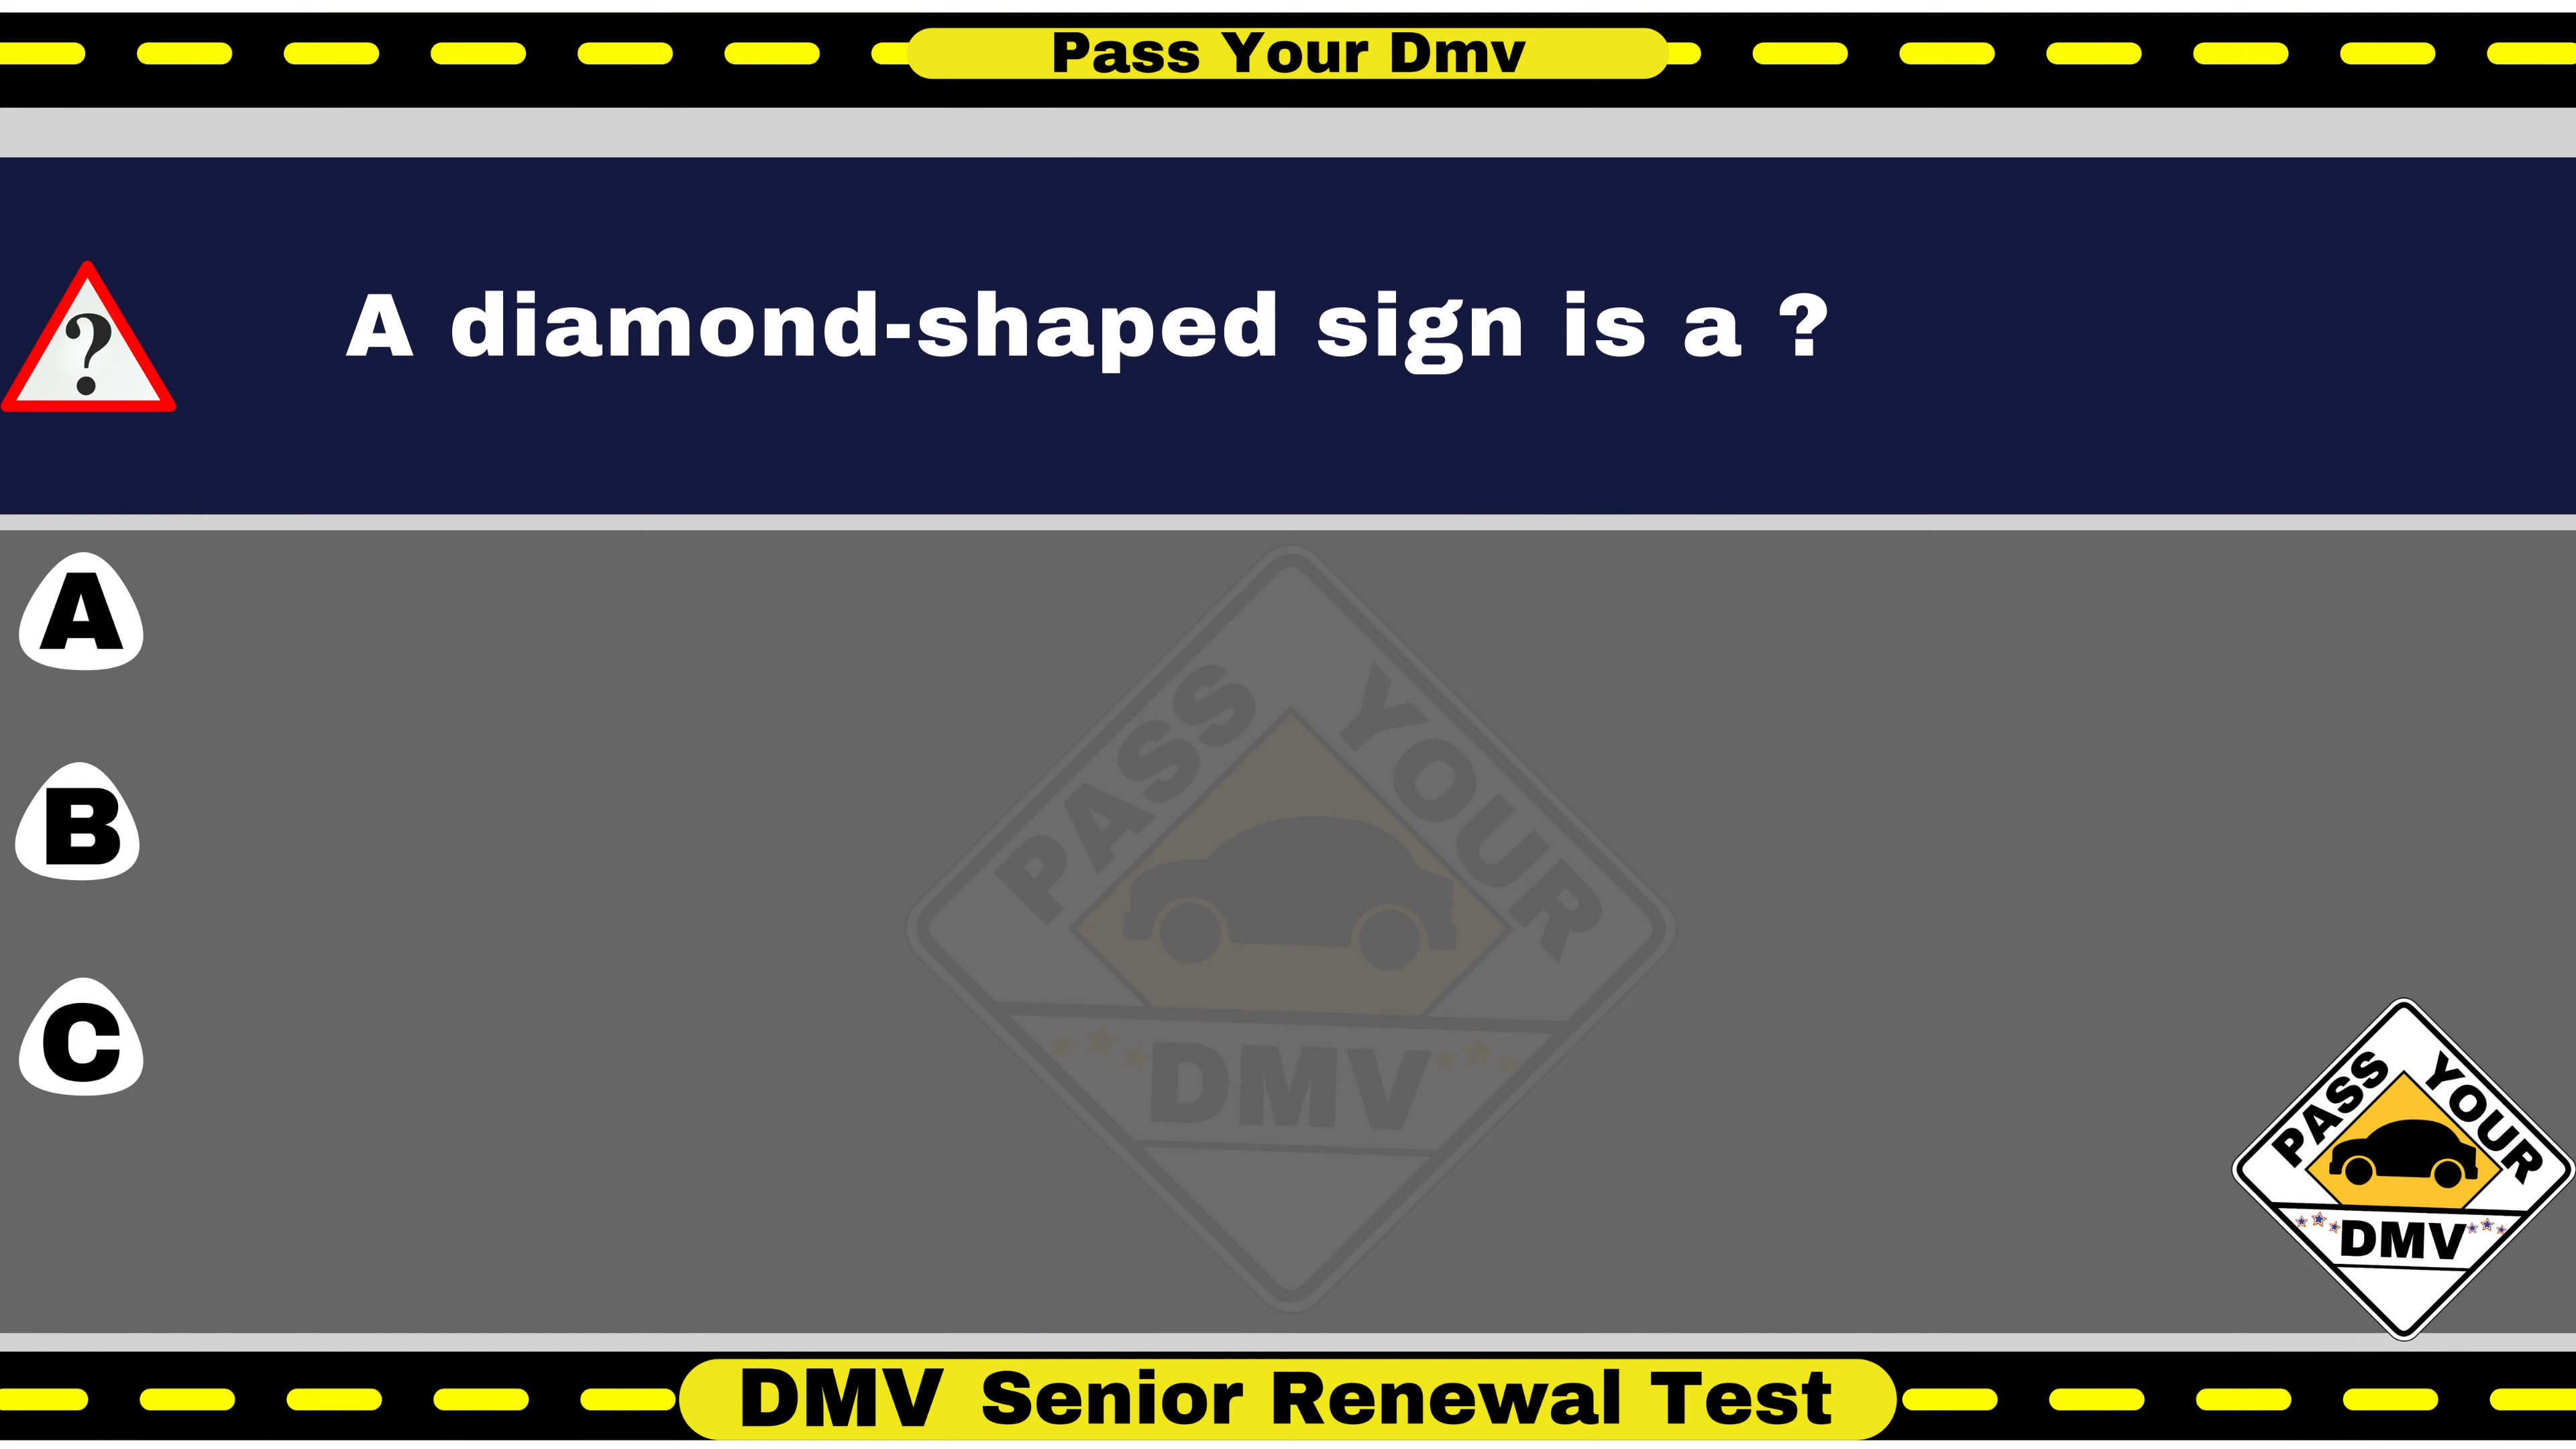 Pass Your Dmv
?
A diamond-shaped sign is a ?
A
B
C
PASS YOUR
DMV
PASS YOUR
DMV
DMV Senior Renewal Test